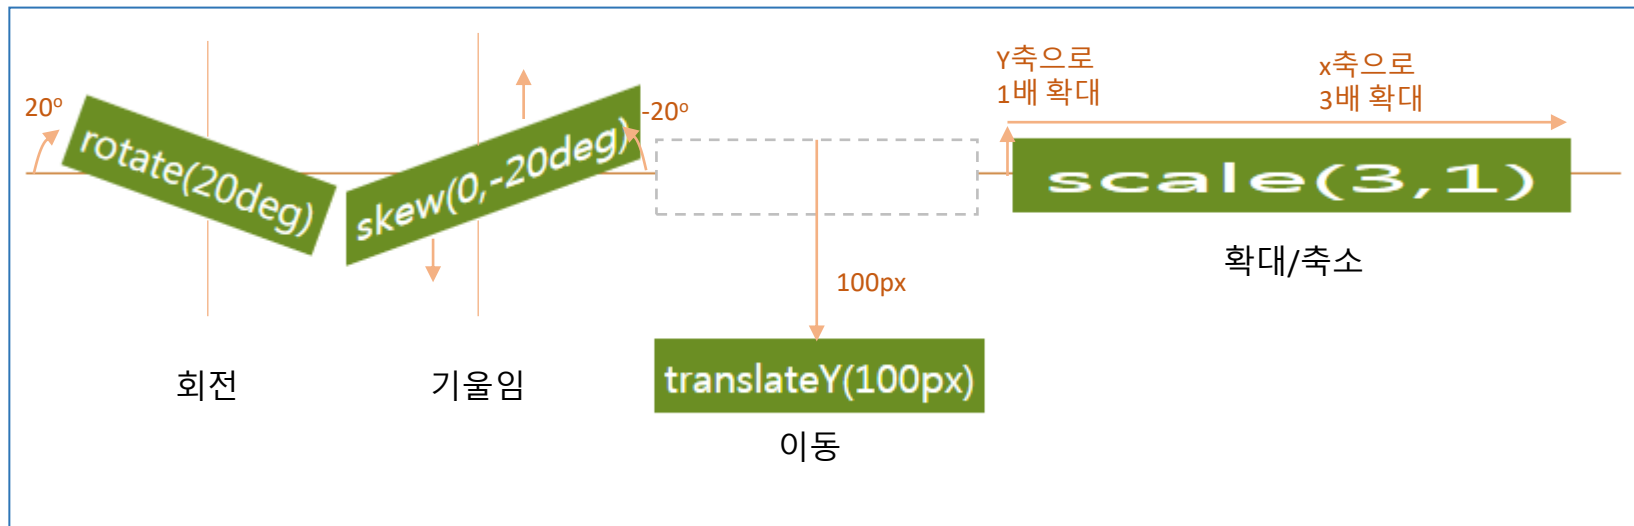 20º
rotate(20deg)
회전
skew(0,-20deg)
-20º
기울임
100px
translateY(100px)
이동
Y축으로
1배 확대
x축으로
3배 확대
scale(3,1)
확대/축소